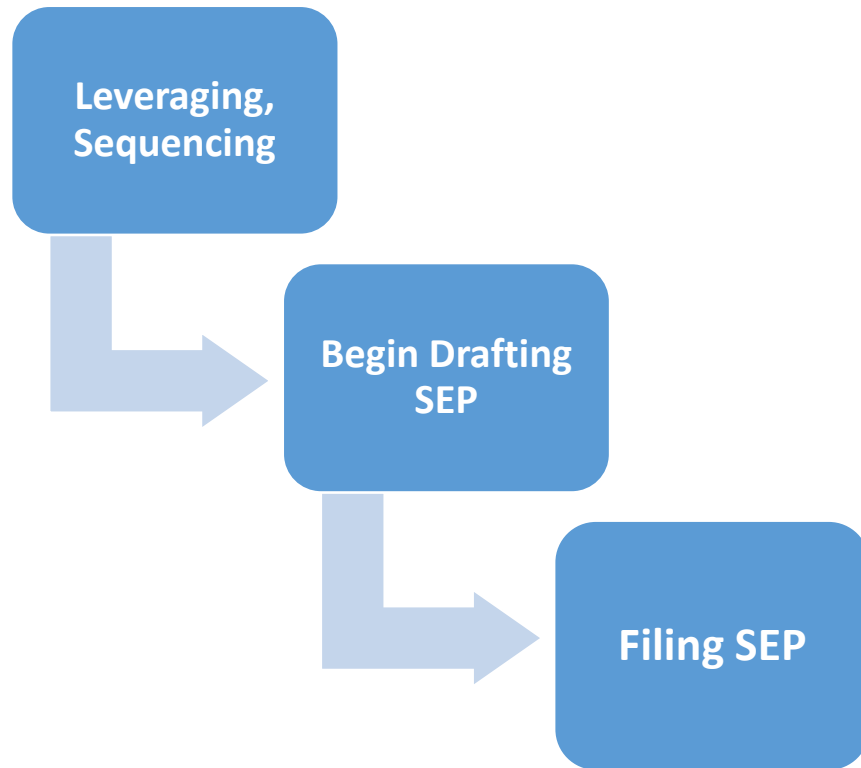 Leveraging,
Sequencing
Begin Drafting
SEP
Filing SEP